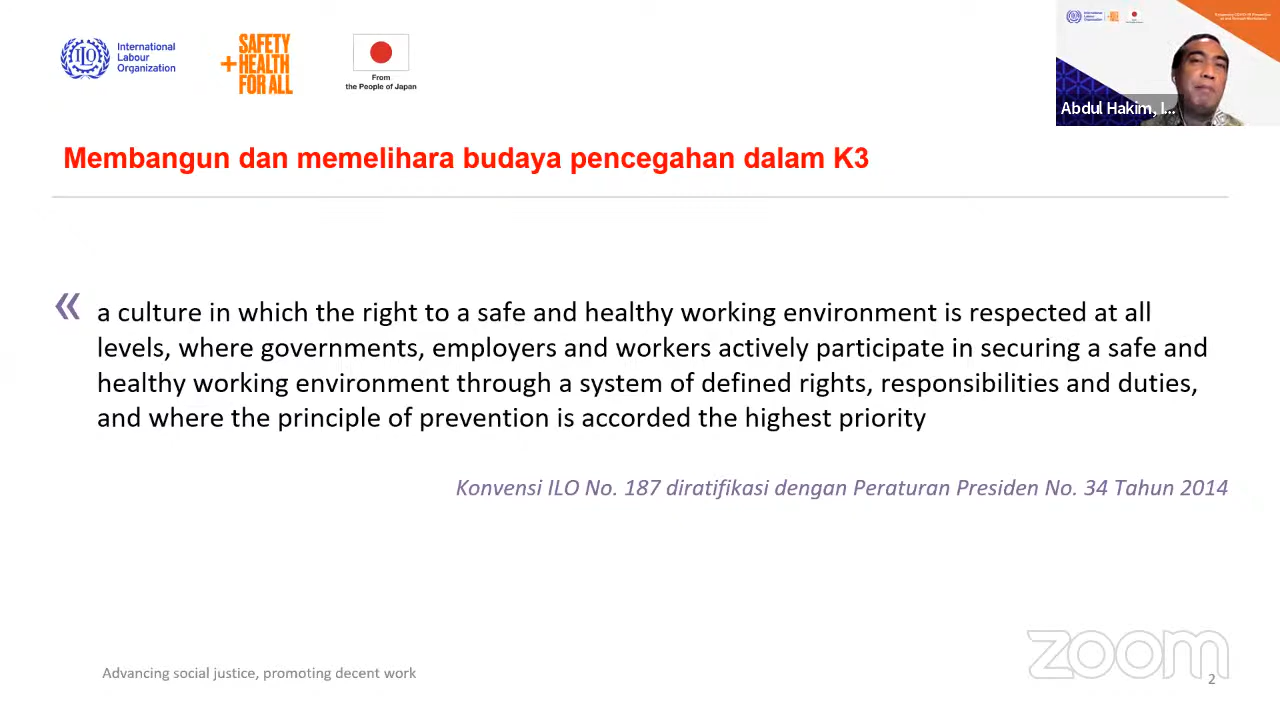 International
Labour
Organization
SAFETY
+HEALTH
FOR ALL
From
the People of Japan
Abdul Hakim, I...
Membangun dan memelihara budaya pencegahan dalam K3
« a culture in which the right to a safe and healthy working environment is respected at all
levels, where governments, employers and workers actively participate in securing a safe and
healthy working environment through a system of defined rights, responsibilities and duties,
and where the principle of prevention is accorded the highest priority
Konvensi ILO No. 187 diratifikasi dengan Peraturan Presiden No. 34 Tahun 2014
Advancing social justice, promoting decent work
zoom
2